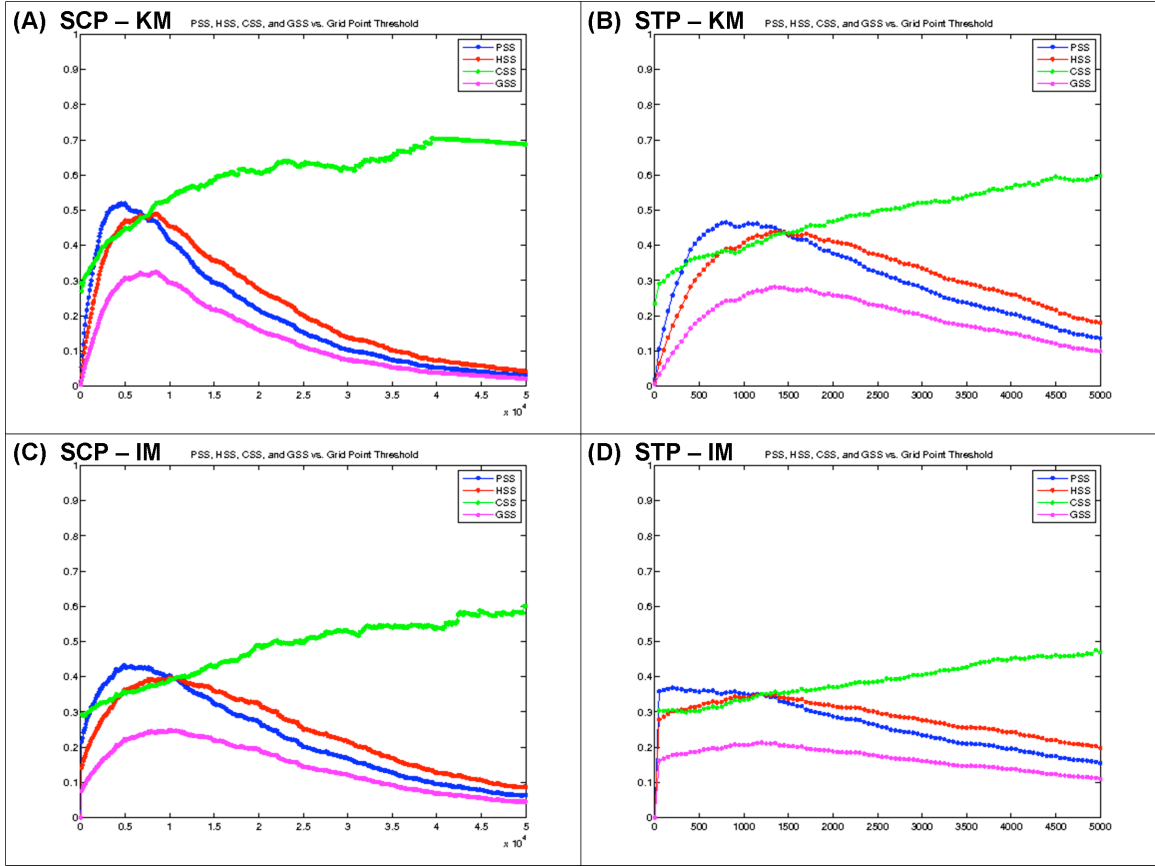 (A) SCP – KM
PSS, HSS, CSS, and GSS vs. Grid Point Threshold
1
0.9
0.8
0.7
0.6
0.5
0.4
0.3
0.2
0.1
0
PSS
HSS
CSS
GSS
0 0.5 1 1.5 2 2.5 3 3.5 4 4.5 5
x 10^4
(B) STP – KM
PSS, HSS, CSS, and GSS vs. Grid Point Threshold
1
0.9
0.8
0.7
0.6
0.5
0.4
0.3
0.2
0.1
0
PSS
HSS
CSS
GSS
0 500 1000 1500 2000 2500 3000 3500 4000 4500 5000
(C) SCP – IM
PSS, HSS, CSS, and GSS vs. Grid Point Threshold
1
0.9
0.8
0.7
0.6
0.5
0.4
0.3
0.2
0.1
0
PSS
HSS
CSS
GSS
0 0.5 1 1.5 2 2.5 3 3.5 4 4.5 5
x 10^4
(D) STP – IM
PSS, HSS, CSS, and GSS vs. Grid Point Threshold
1
0.9
0.8
0.7
0.6
0.5
0.4
0.3
0.2
0.1
0
PSS
HSS
CSS
GSS
0 500 1000 1500 2000 2500 3000 3500 4000 4500 5000